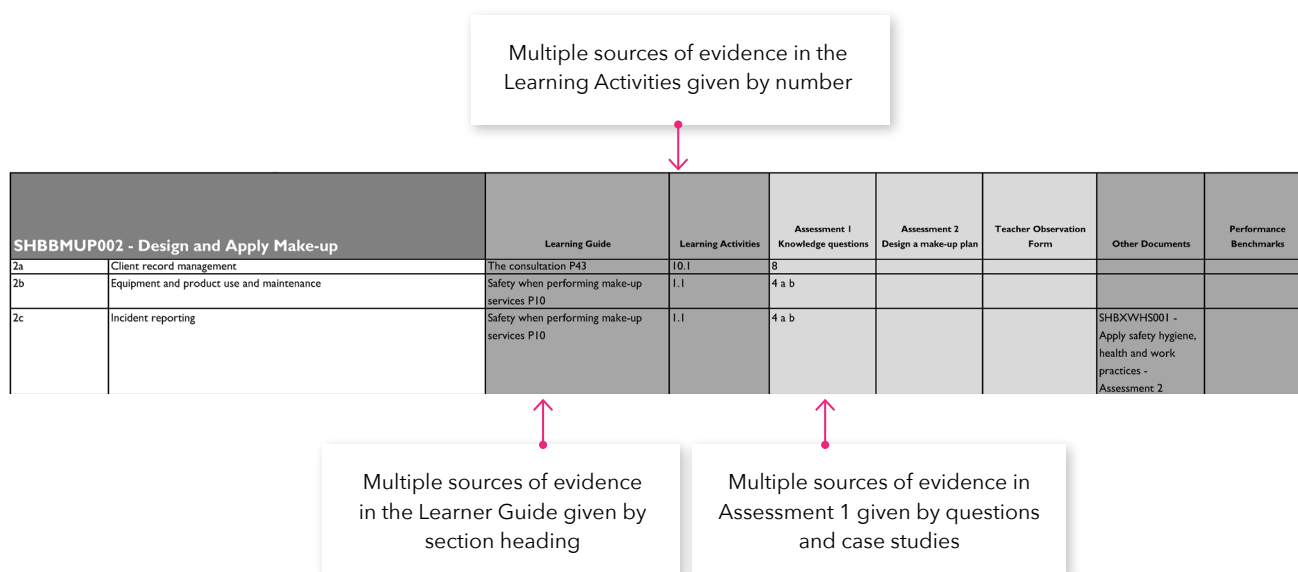 Multiple sources of evidence in the
Learning Activities given by number
SHBBMUP002 - Design and Apply Make-up
Learning Guide
Learning Activities
Assessment 1
Knowledge questions
Assessment 2
Design a make-up plan
Teacher Observation
Form
Other Documents
Performance
Benchmarks
2a
Client record management
The consultation P43
10.1
8
2b
Equipment and product use and maintenance
Safety when performing make-up
services P10
1.1
4 a b
2c
Incident reporting
Safety when performing make-up
services P10
1.1
4 a b
SHBXWHS001 -
Apply safety hygiene,
health and work
practices -
Assessment 2
Multiple sources of evidence
in the Learner Guide given by
section heading
Multiple sources of evidence in
Assessment 1 given by questions
and case studies